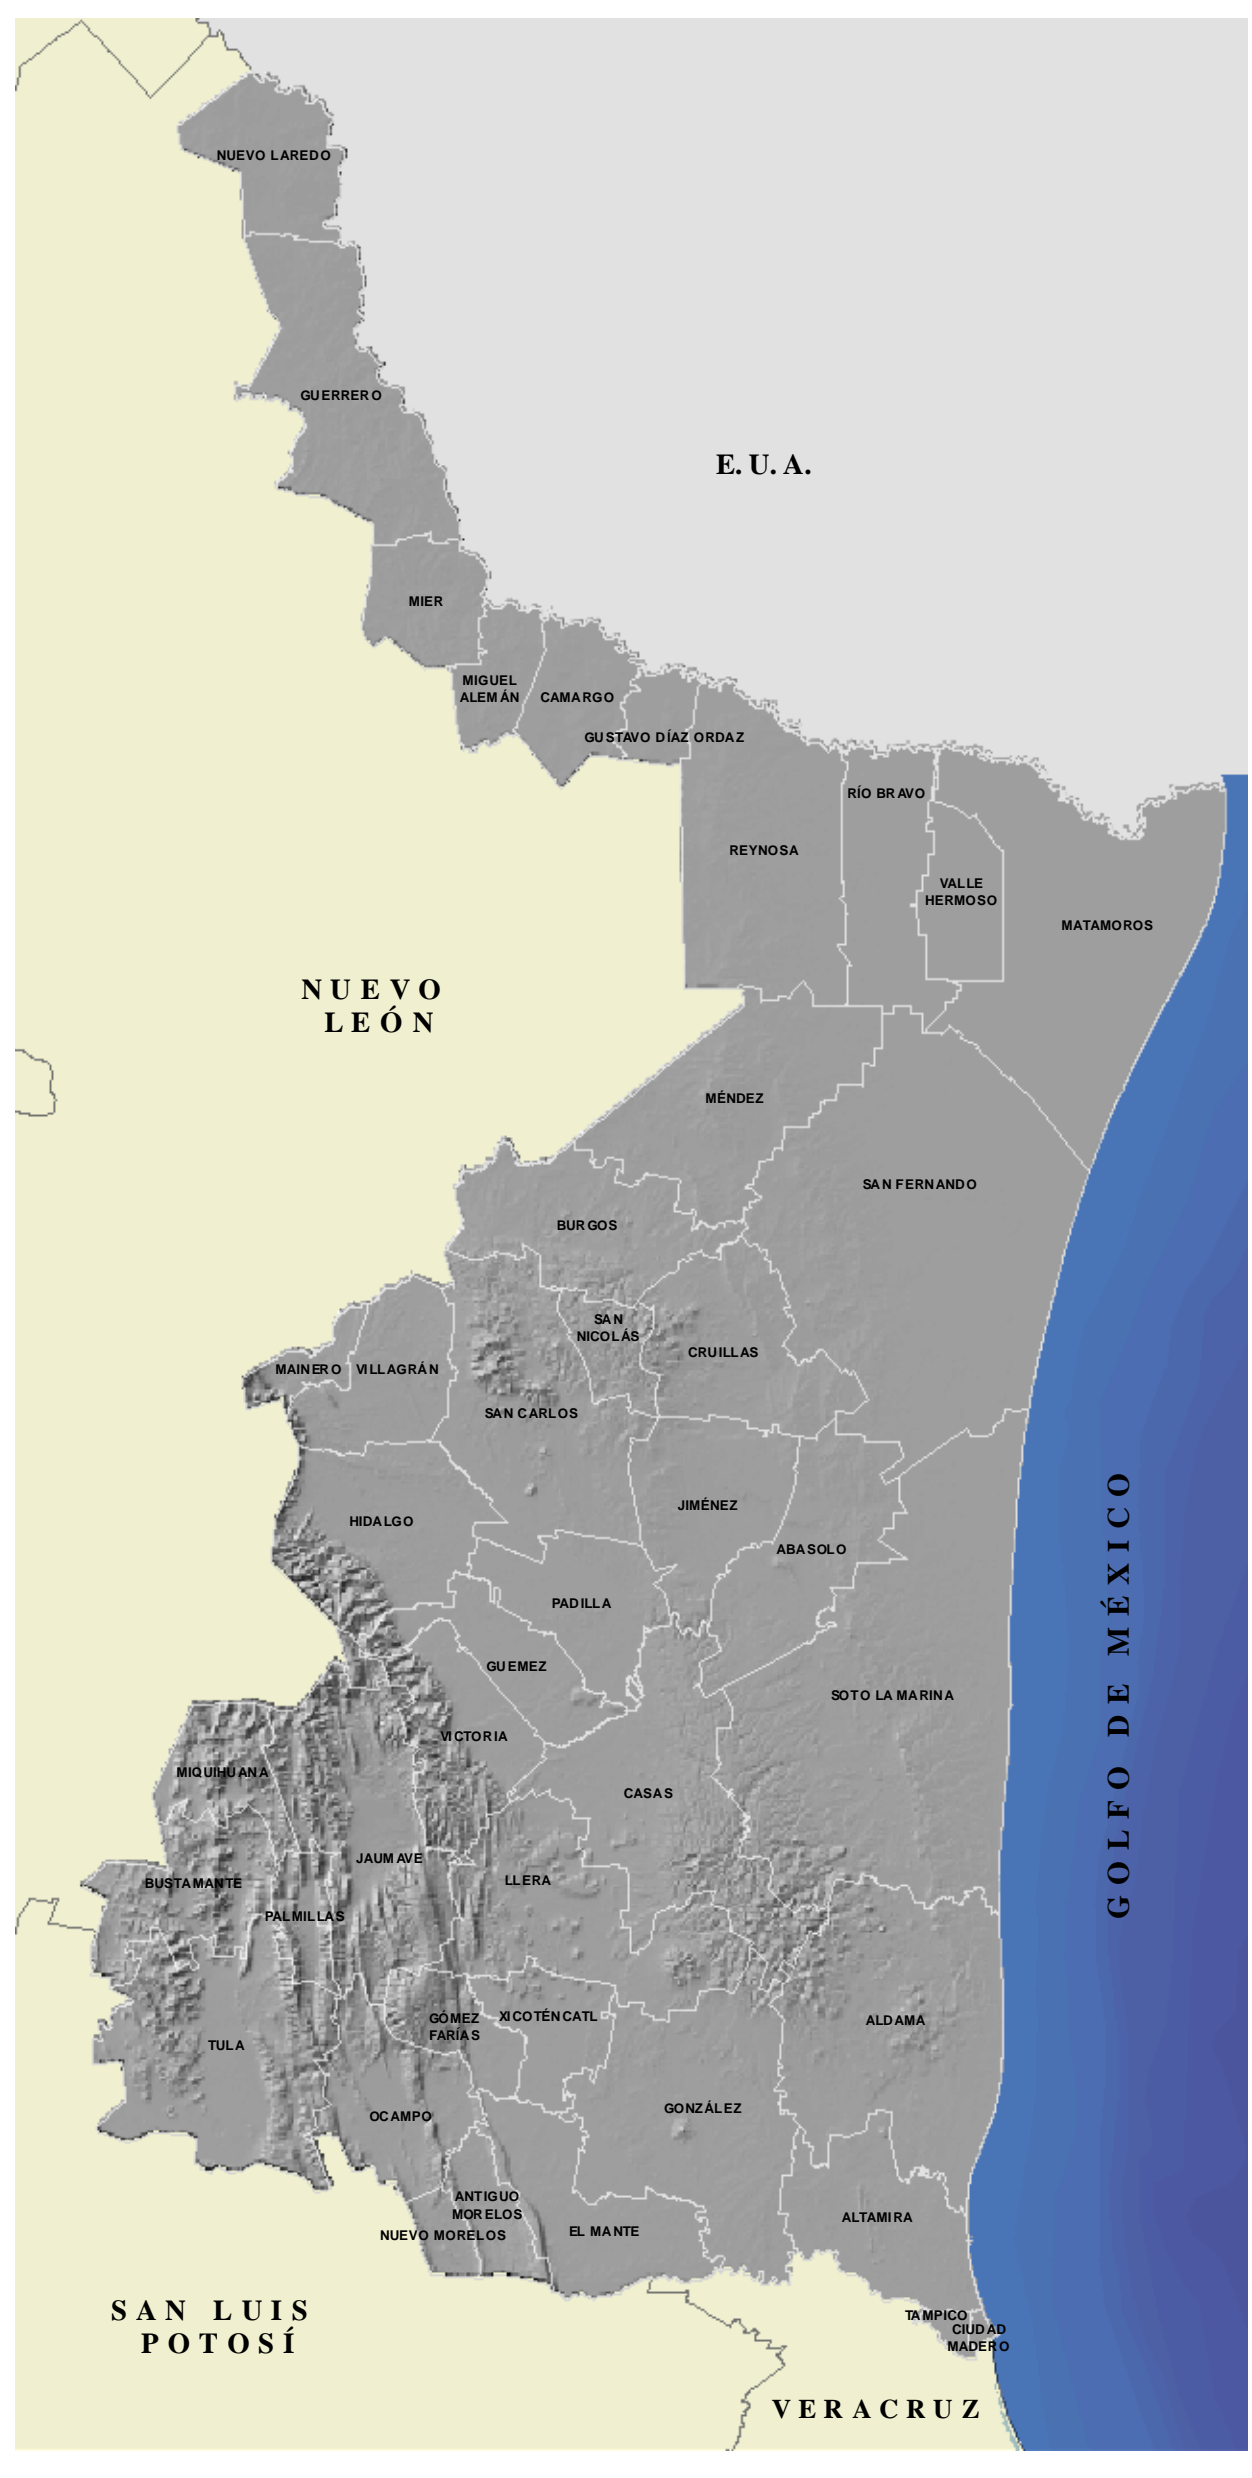 NUEVO LAREDO
GUERRERO
E. U. A.
MIER
MIGUEL
ALEMÁN
CAMARGO
GUSTAVO DÍAZ ORDAZ
RÍO BRAVO
REYNOSA
VALLE
HERMOSO
MATAMOROS
NUEVO
LEÓN
MÉNDEZ
SAN FERNANDO
BURGOS
SAN
NICOLÁS
CRUILLAS
MAINERO
VILLAGRÁN
SAN CARLOS
JIMÉNEZ
HIDALGO
ABASOLO
PADILLA
GUEMEZ
SOTO LA MARINA
GOLFO DE MÉXICO
VICTORIA
MIQUIHUANA
CASAS
JAUMAVE
BUSTAMANTE
LLERA
PALMILLAS
GÓMEZ
FARÍAS
XICOTÉNCATL
ALDAMA
TULA
GONZÁLEZ
OCAMPO
ANTIGUO
MORELOS
NUEVO MORELOS
EL MANTE
ALTAMIRA
SAN LUIS
POTOSÍ
TAMPICO
CIUDAD
MADERO
VERACRUZ